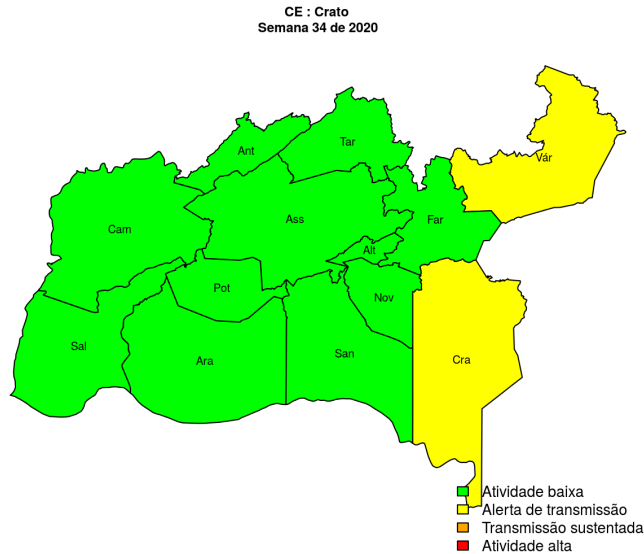 CE : Crato
Semana 34 de 2020
Vár
Tar
Ant
Ass
Far
Cam
Alt
Pot
Nov
Sal
San
Ara
Cra
Atividade baixa
Alerta de transmissão
Transmissão sustentada
Atividade alta